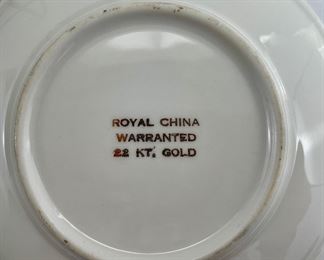 ROYAL CHINA
WARRANTED
22 KT. GOLD